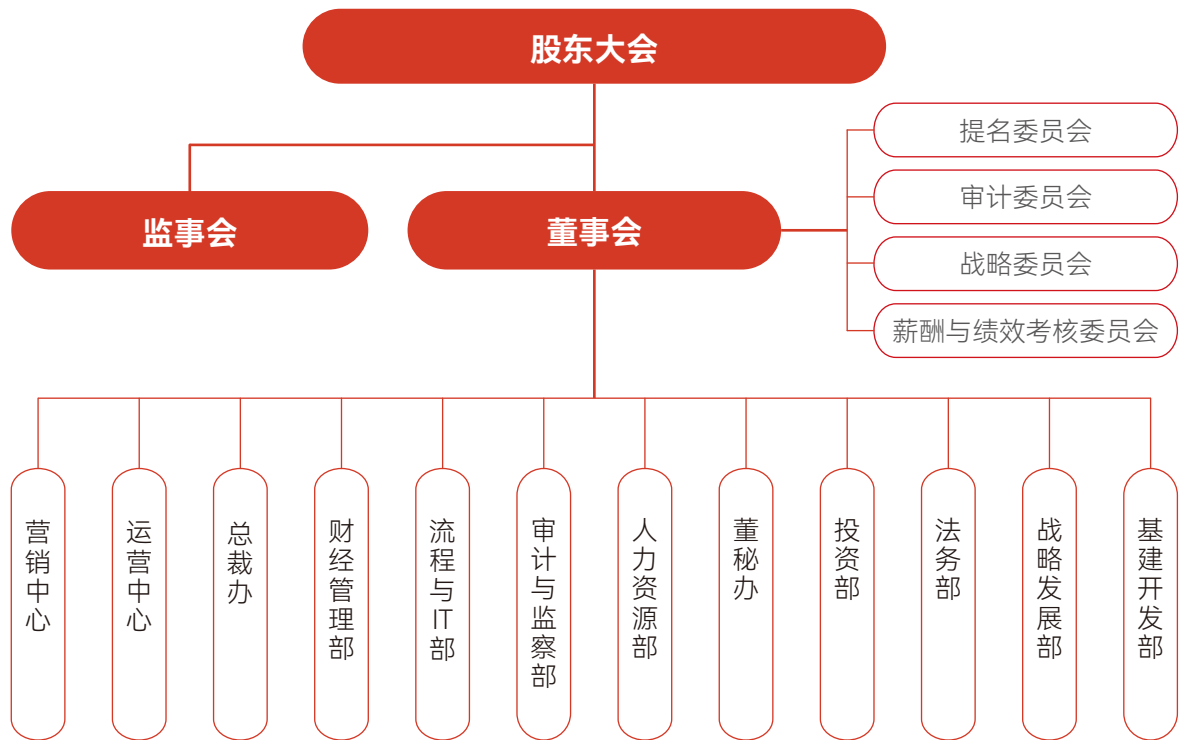 股东大会
提名委员会
审计委员会
战略委员会
薪酬与绩效考核委员会
监事会
董事会
营销中心
运营中心
总裁办
财经管理部
流程与IT部
审计与监察部
人力资源部
董秘办
投资部
法务部
战略发展部
基建开发部